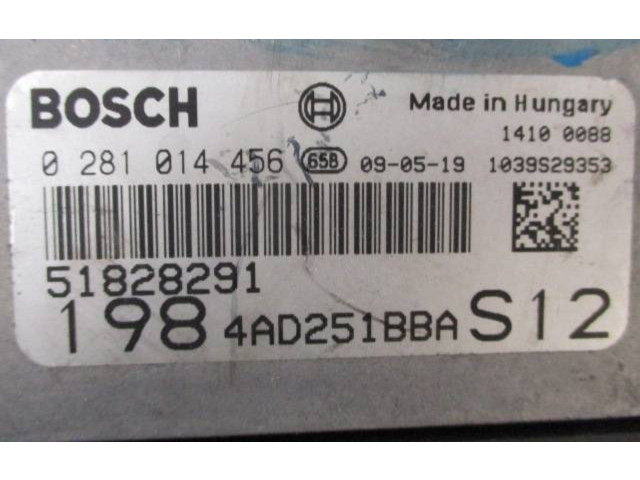 BOSCH
Made in Hungary
1410 0088
0 281 014 456 658 09-05-19 1039S29353
51828291
198 4AD251BBA S12